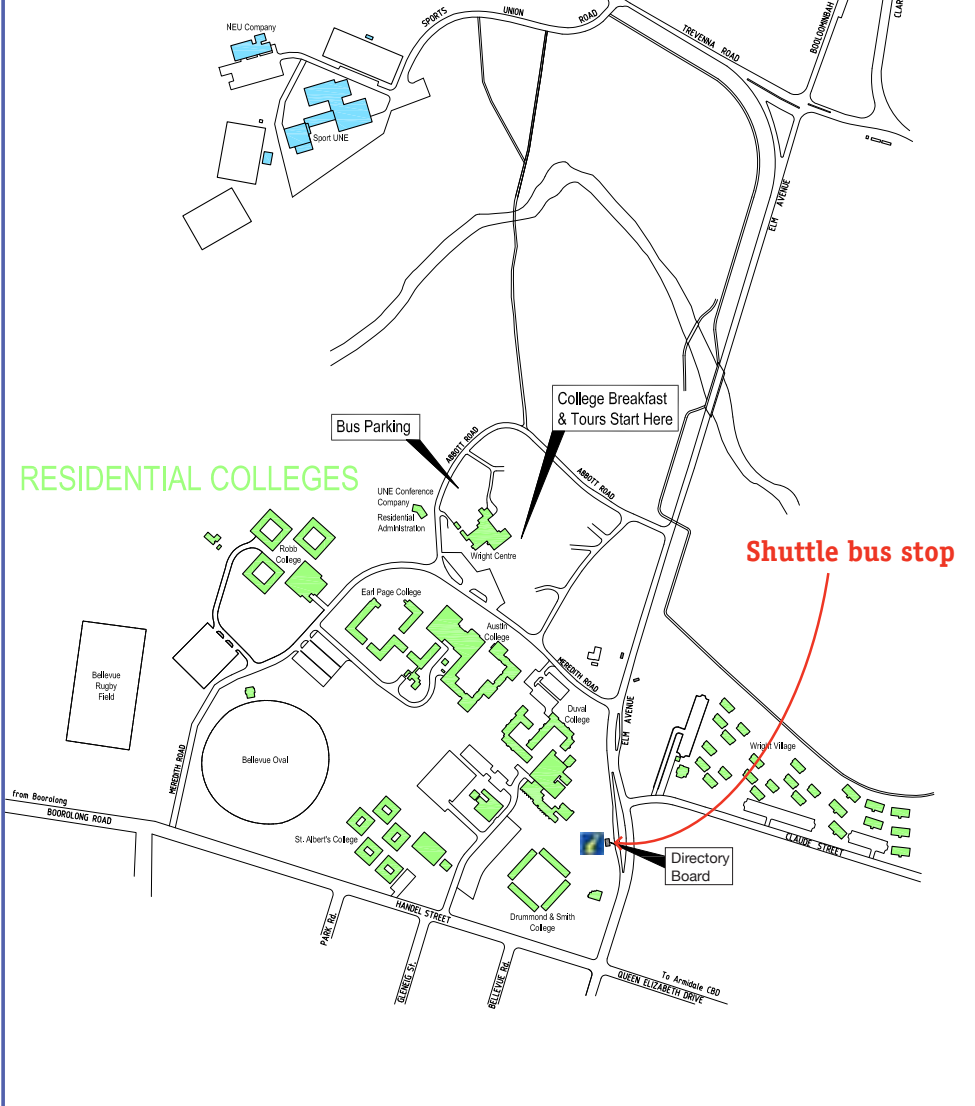 SPORTS UNION ROAD
NEU Company
TREVENNA ROAD
BOOLOOMINBAH
Sport UNE
ELM AVENUE
College Breakfast
& Tours Start Here
Bus Parking
ABBOTT ROAD
ABBOTT ROAD
RESIDENTIAL COLLEGES
UNE Conference
Company
Residential
Administration
Wright Centre
Shuttle bus stop
Robb
College
Earl Page College
Austin
College
MEREDITH ROAD
Bellevue
Rugby
Field
Duval
College
ELM AVENUE
Wright Village
Bellevue Oval
MEREDITH ROAD
from Boorolong
BOOROLONG ROAD
St. Albert's College
CLAUDE STREET
Directory
Board
HANDEL STREET
Drummond & Smith
College
PARK Rd.
GLENEIG St.
BELLEVUE Rd.
To Armidale CBD
QUEEN ELIZABETH DRIVE